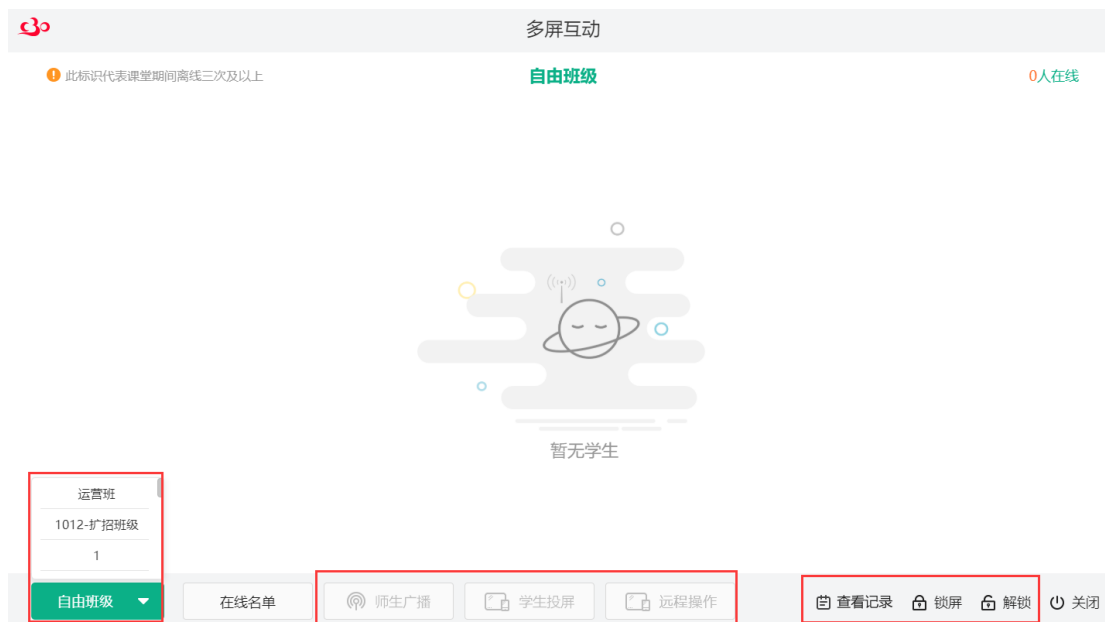 多屏互动
此标识代表课堂期间离线三次及以上
自由班级
0人在线
暂无学生
运营班
1012-扩招班级
1
自由班级 在线名单 师生广播 学生投屏 远程操作 查看记录 锁屏 解锁 关闭